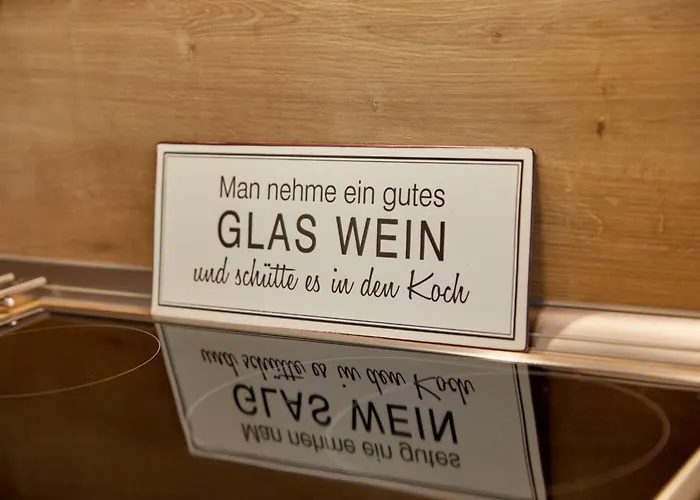 Man nehme ein gutes
GLAS WEIN
und schütte es in den Koch